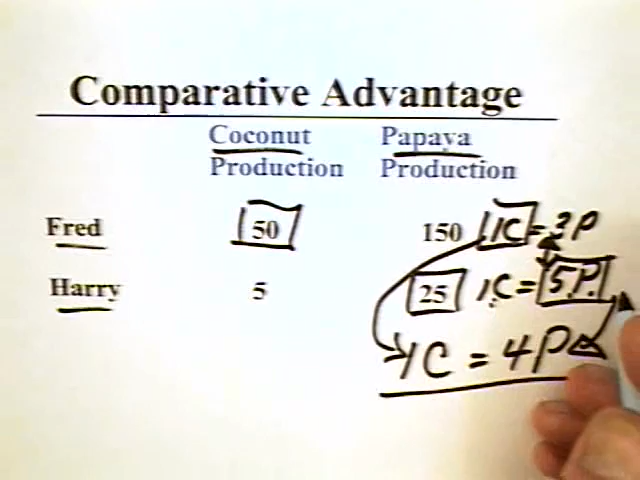 Comparative Advantage
Coconut Papaya
Production Production
Fred 50 150 1C = 3P
Harry 5 25 1C = 5P.
1C = 4P